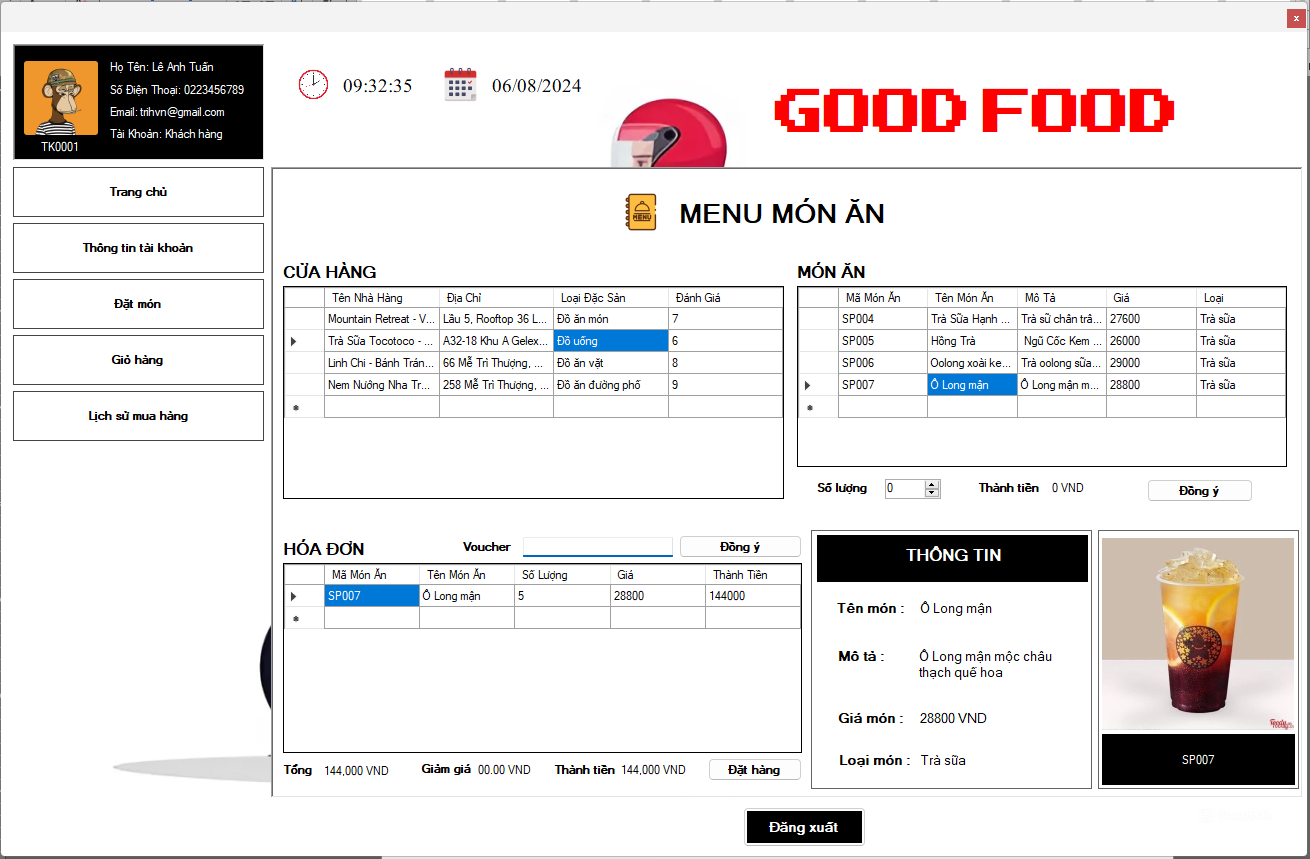 x
Họ Tên: Lê Anh Tuấn
Số Điện Thoại: 0223456789
Email: trihvn@gmail.com
Tài Khoản: Khách hàng
TK0001
09:32:35
06/08/2024
GOOD FOOD
Trang chủ
Thông tin tài khoản
Đặt món
Giỏ hàng
Lịch sử mua hàng
MENU
MENU MÓN ĂN
CỬA HÀNG
Tên Nhà Hàng Địa Chỉ Loại Đặc Sản Đánh Giá
Mountain Retreat - V... Lầu 5, Rooftop 36 L... Đồ ăn món 7
Trà Sữa Tocotoco - ... A32-18 Khu A Gelex... Đồ uống 6
Linh Chi - Bánh Trán... 66 Mễ Trì Thượng, ... Đồ ăn vặt 8
Nem Nướng Nha Tr... 258 Mễ Trì Thượng, ... Đồ ăn đường phố 9
MÓN ĂN
Mã Món Ăn Tên Món Ăn Mô Tả Giá Loại
SP004 Trà Sữa Hạnh ... Trà sữ chân trâ... 27600 Trà sữa
SP005 Hồng Trà Ngũ Cốc Kem ... 26000 Trà sữa
SP006 Oolong xoài ke... Trà oolong sữa... 29000 Trà sữa
SP007 Ô Long mận Ô Long mận m... 28800 Trà sữa
Số lượng 0 Thành tiền 0 VND Đồng ý
HÓA ĐƠN Voucher Đồng ý
Mã Món Ăn Tên Món Ăn Số Lượng Giá Thành Tiền
SP007 Ô Long mận 5 28800 144000
Tổng 144,000 VND Giảm giá 00.00 VND Thành tiền 144,000 VND Đặt hàng
THÔNG TIN
Tên món : Ô Long mận
Mô tả : Ô Long mận mộc châu
thạch quế hoa
Giá món : 28800 VND
Loại món : Trà sữa
SP007
Đăng xuất